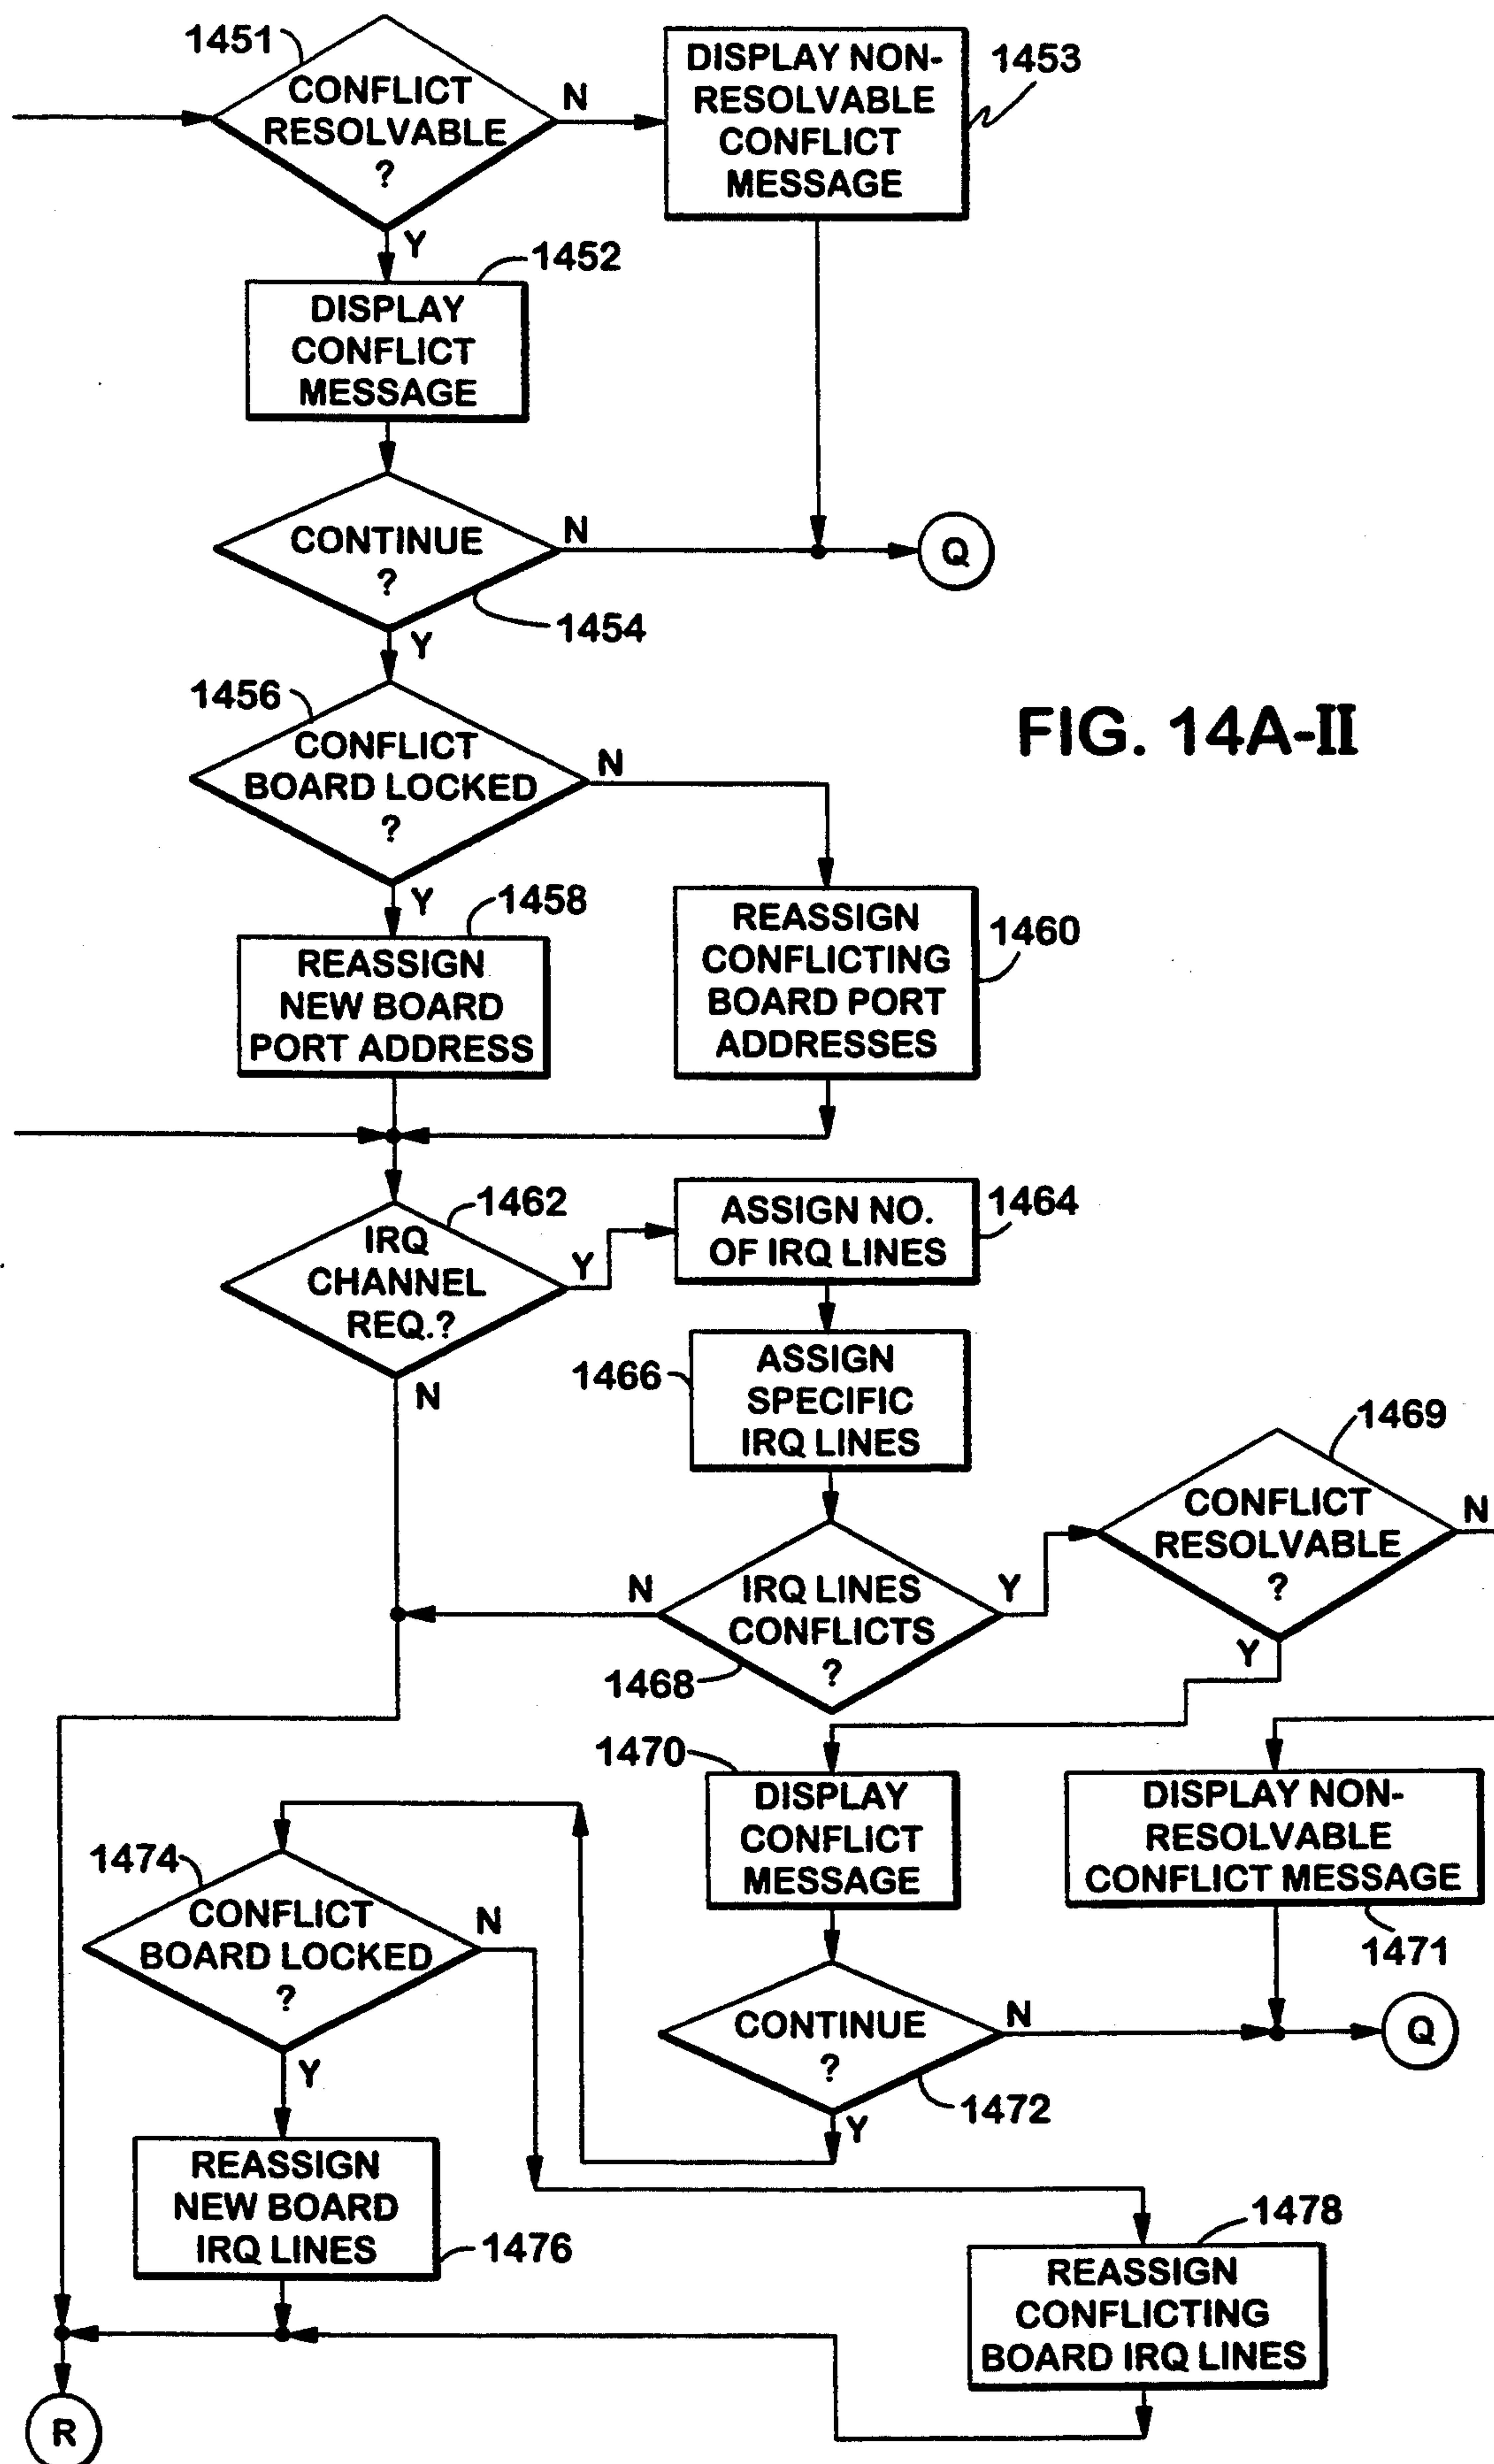 1451
CONFLICT
RESOLVABLE
?
N
Y
DISPLAY NON-
RESOLVABLE
CONFLICT
MESSAGE
1453
1452
DISPLAY
CONFLICT
MESSAGE
CONTINUE
?
N
Q
1454
Y
1456
CONFLICT
BOARD LOCKED
?
N
Y
FIG. 14A-II
1458
REASSIGN
NEW BOARD
PORT ADDRESS
REASSIGN
CONFLICTING
BOARD PORT
ADDRESSES
1460
1462
IRQ
CHANNEL
REQ.?
Y
N
ASSIGN NO.
OF IRQ LINES
1464
1466
ASSIGN
SPECIFIC
IRQ LINES
1469
CONFLICT
RESOLVABLE
?
N
Y
N
IRQ LINES
CONFLICTS
?
Y
1468
1470
DISPLAY
CONFLICT
MESSAGE
DISPLAY NON-
RESOLVABLE
CONFLICT MESSAGE
1471
1474
CONFLICT
BOARD LOCKED
?
N
Y
CONTINUE
?
N
Q
1472
Y
REASSIGN
NEW BOARD
IRQ LINES
1476
1478
REASSIGN
CONFLICTING
BOARD IRQ LINES
R